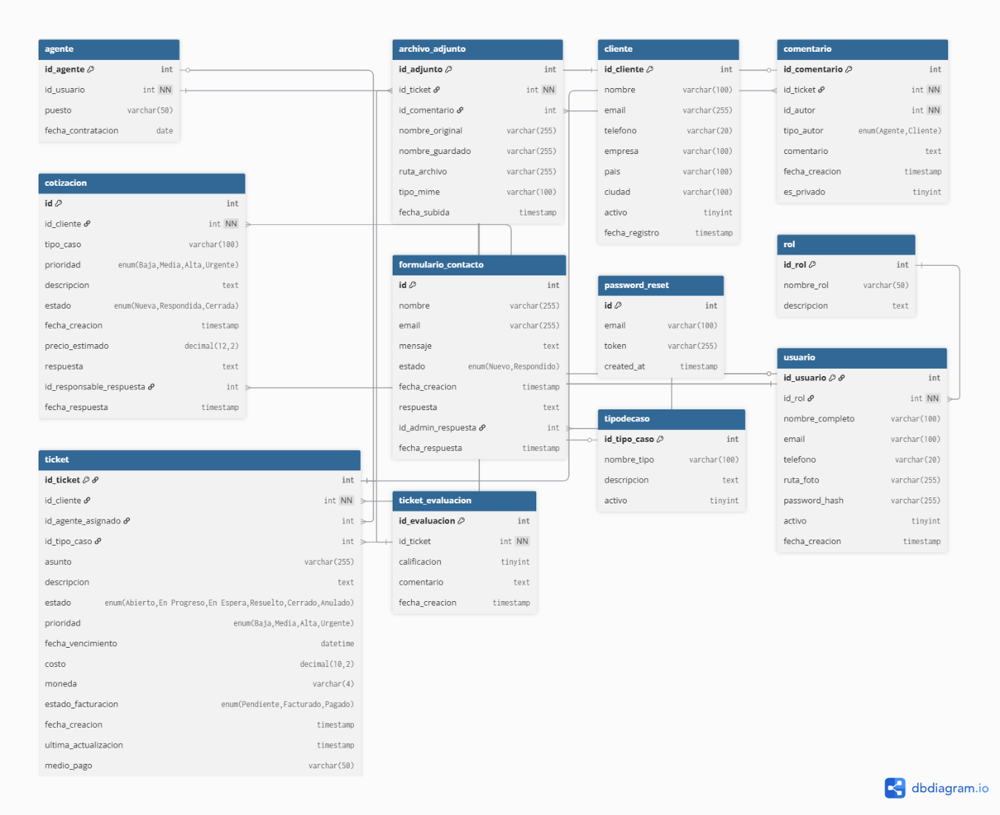 agente
id_agente int
id_usuario int NN
puesto varchar(50)
fecha_contratacion date
cotizacion
id int
id_cliente int NN
tipo_caso varchar(100)
prioridad enum(Baja,Media,Alta,Urgente)
descripcion text
estado enum(Nueva,Respondida,Cerrada)
fecha_creacion timestamp
precio_estimado decimal(12,2)
respuesta text
id_responsable_respuesta int
fecha_respuesta timestamp
ticket
id_ticket int
id_cliente int NN
id_agente_asignado int
id_tipo_caso int
asunto varchar(255)
descripcion text
estado enum(Abierto,En Progreso,En Espera,Resuelto,Cerrado,Anulado)
prioridad enum(Baja,Media,Alta,Urgente)
fecha_vencimiento datetime
costo decimal(10,2)
moneda varchar(4)
estado_facturacion enum(Pendiente,Facturado,Pagado)
fecha_creacion timestamp
ultima_actualizacion timestamp
medio_pago varchar(50)
archivo_adjunto
id_adjunto int
id_ticket int NN
id_comentario int
nombre_original varchar(255)
nombre_guardado varchar(255)
ruta_archivo varchar(255)
tipo_mime varchar(100)
fecha_subida timestamp
formulario_contacto
id int
nombre varchar(255)
email varchar(255)
mensaje text
estado enum(Nuevo,Respondido)
fecha_creacion timestamp
respuesta text
id_admin_respuesta int
fecha_respuesta timestamp
ticket_evaluacion
id_evaluacion int
id_ticket int NN
calificacion tinyint
comentario text
fecha_creacion timestamp
cliente
id_cliente int
nombre varchar(100)
email varchar(255)
telefono varchar(20)
empresa varchar(100)
pais varchar(100)
ciudad varchar(100)
activo tinyint
fecha_registro timestamp
password_reset
id int
email varchar(100)
token varchar(255)
created_at timestamp
tipodecaso
id_tipo_caso int
nombre_tipo varchar(100)
descripcion text
activo tinyint
comentario
id_comentario int
id_ticket int NN
id_autor int NN
tipo_autor enum(Agente,Cliente)
comentario text
fecha_creacion timestamp
es_privado tinyint
rol
id_rol int
nombre_rol varchar(50)
descripcion text
usuario
id_usuario int
id_rol int NN
nombre_completo varchar(100)
email varchar(100)
telefono varchar(20)
ruta_foto varchar(255)
password_hash varchar(255)
activo tinyint
fecha_creacion timestamp
dbdiagram.io